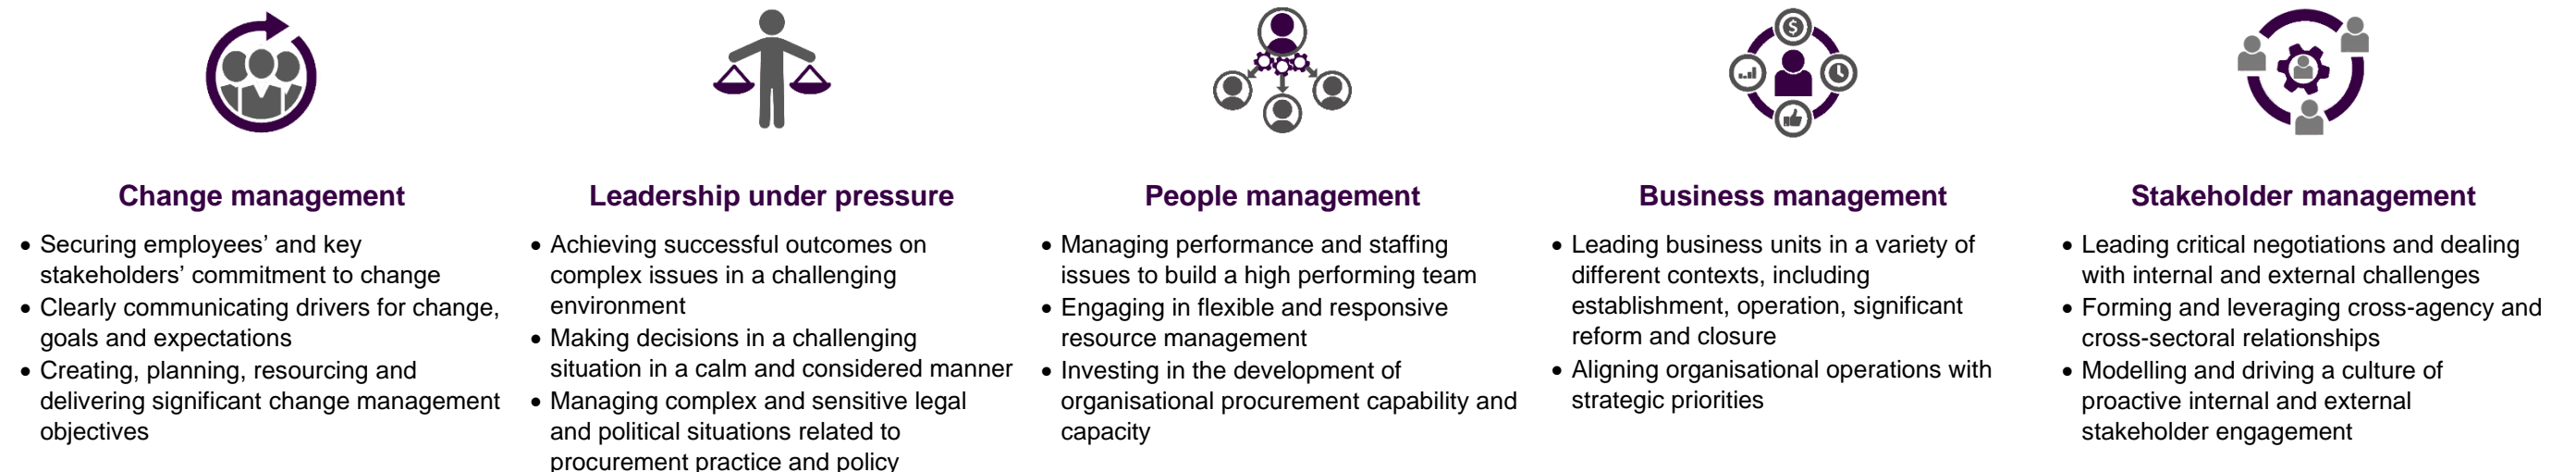 Change management
• Securing employees’ and key
stakeholders’ commitment to change
• Clearly communicating drivers for change,
goals and expectations
• Creating, planning, resourcing and
delivering significant change management
objectives
Leadership under pressure
• Achieving successful outcomes on
complex issues in a challenging
environment
• Making decisions in a challenging
situation in a calm and considered manner
• Managing complex and sensitive legal
and political situations related to
procurement practice and policy
People management
• Managing performance and staffing
issues to build a high performing team
• Engaging in flexible and responsive
resource management
• Investing in the development of
organisational procurement capability and
capacity
Business management
• Leading business units in a variety of
different contexts, including
establishment, operation, significant
reform and closure
• Aligning organisational operations with
strategic priorities
Stakeholder management
• Leading critical negotiations and dealing
with internal and external challenges
• Forming and leveraging cross-agency and
cross-sectoral relationships
• Modelling and driving a culture of
proactive internal and external
stakeholder engagement